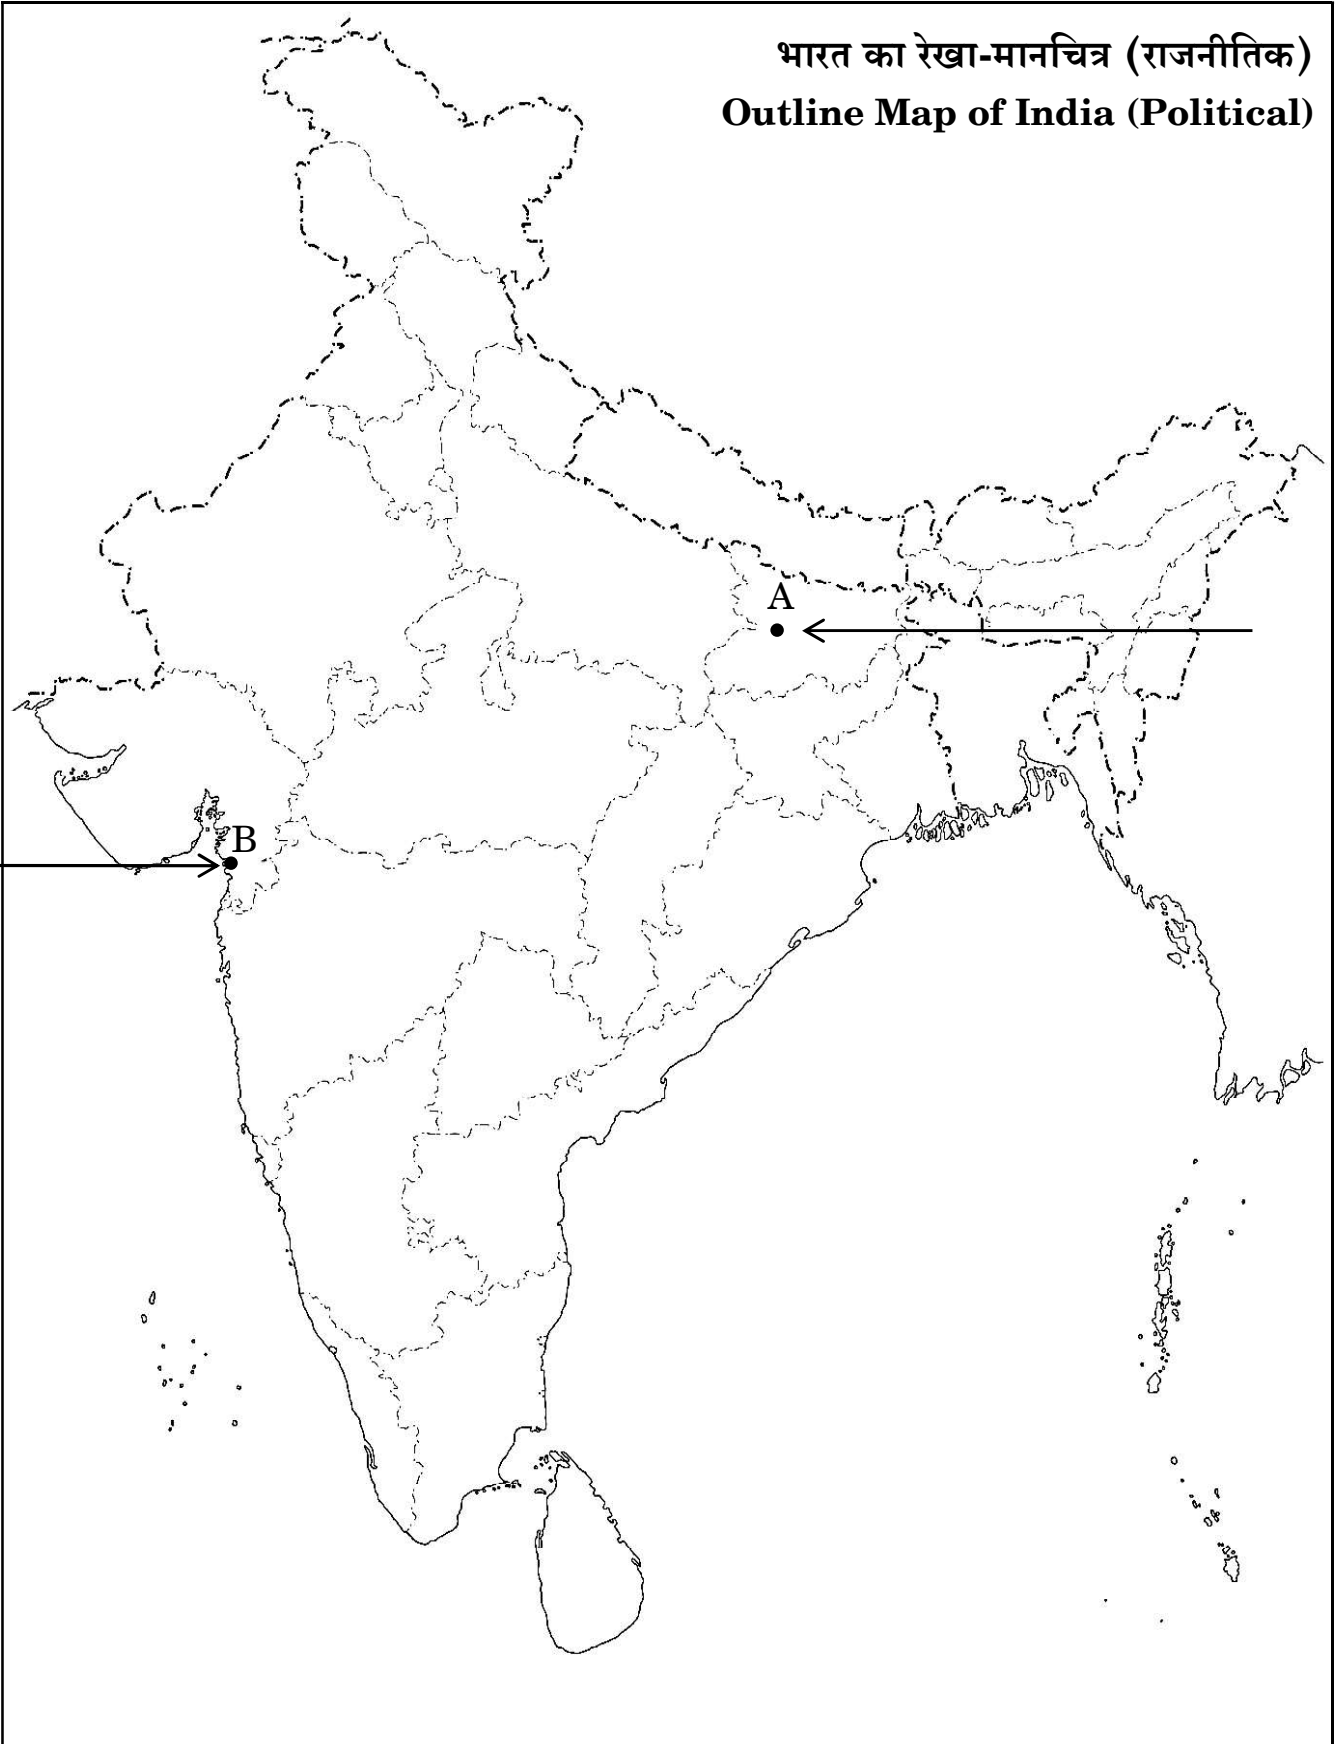 भारत का रेखा-मानचित्र (राजनीतिक)
Outline Map of India (Political)
A
B